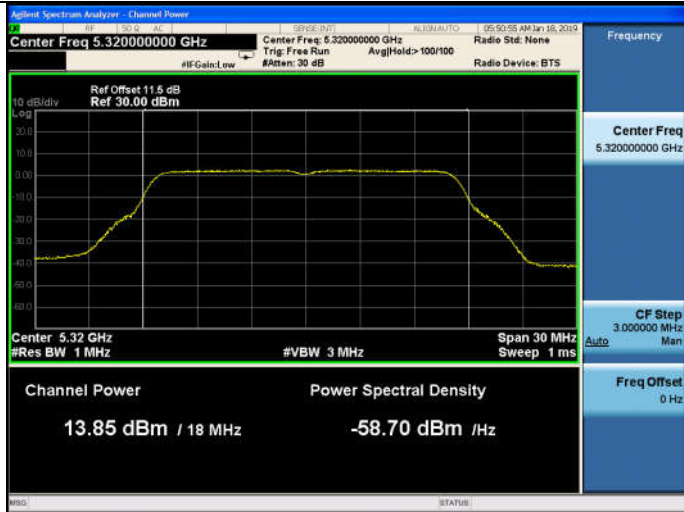 Agilent Spectrum Analyzer - Channel Power
RF 50 Ω AC SENSE:INT ALIGNAUTO 05:50:55 AM Jan 18, 2019
Center Freq 5.320000000 GHz
Center Freq: 5.320000000 GHz
Radio Std: None
Trig: Free Run Avg|Hold:> 100/100
#IFGain:Low #Atten: 30 dB Radio Device: BTS
Ref Offset 11.5 dB
10 dB/div Ref 30.00 dBm
Log
20.0
10.0
0.00
-10.0
-20.0
-30.0
-40.0
-50.0
-60.0
Center 5.32 GHz Span 30 MHz
#Res BW 1 MHz #VBW 3 MHz Sweep 1 ms
Channel Power Power Spectral Density
13.85 dBm / 18 MHz -58.70 dBm /Hz
MSG STATUS
Frequency
Center Freq
5.320000000 GHz
CF Step
3.000000 MHz
Auto Man
Freq Offset
0 Hz